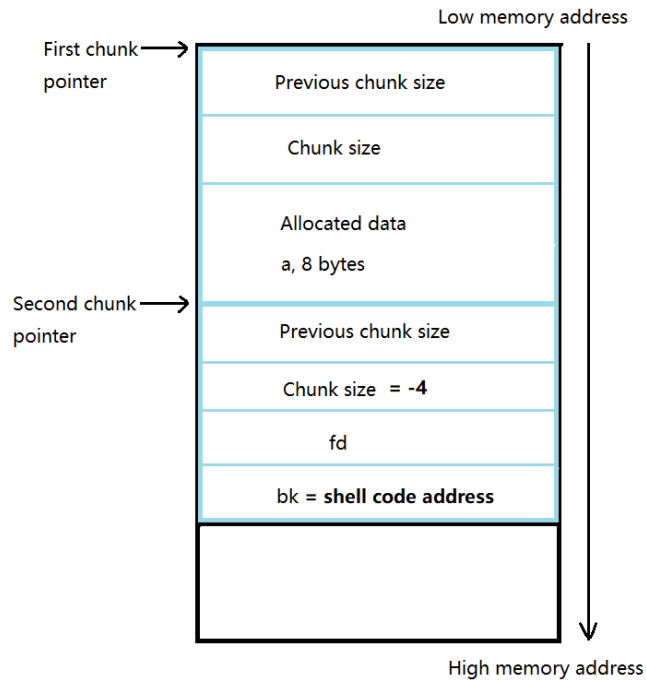 Low memory address
First chunk
pointer
Previous chunk size
Chunk size
Allocated data
a, 8 bytes
Second chunk
pointer
Previous chunk size
Chunk size = -4
fd
bk = shell code address
High memory address